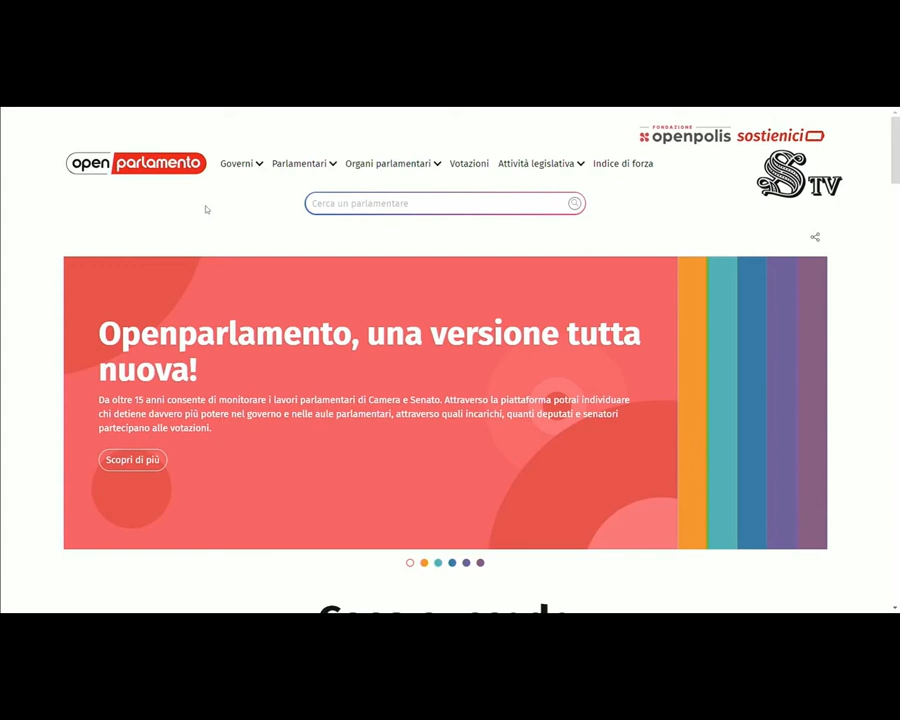 FONDAZIONE
openpolis sostienici
open parlamento Governi Parlamentari Organi parlamentari Votazioni Attività legislativa Indice di forza
S TV
Cerca un parlamentare
Openparlamento, una versione tutta
nuova!
Da oltre 15 anni consente di monitorare i lavori parlamentari di Camera e Senato. Attraverso la piattaforma potrai individuare
chi detiene davvero più potere nel governo e nelle aule parlamentari, attraverso quali incarichi, quanti deputati e senatori
partecipano alle votazioni.
Scopri di più